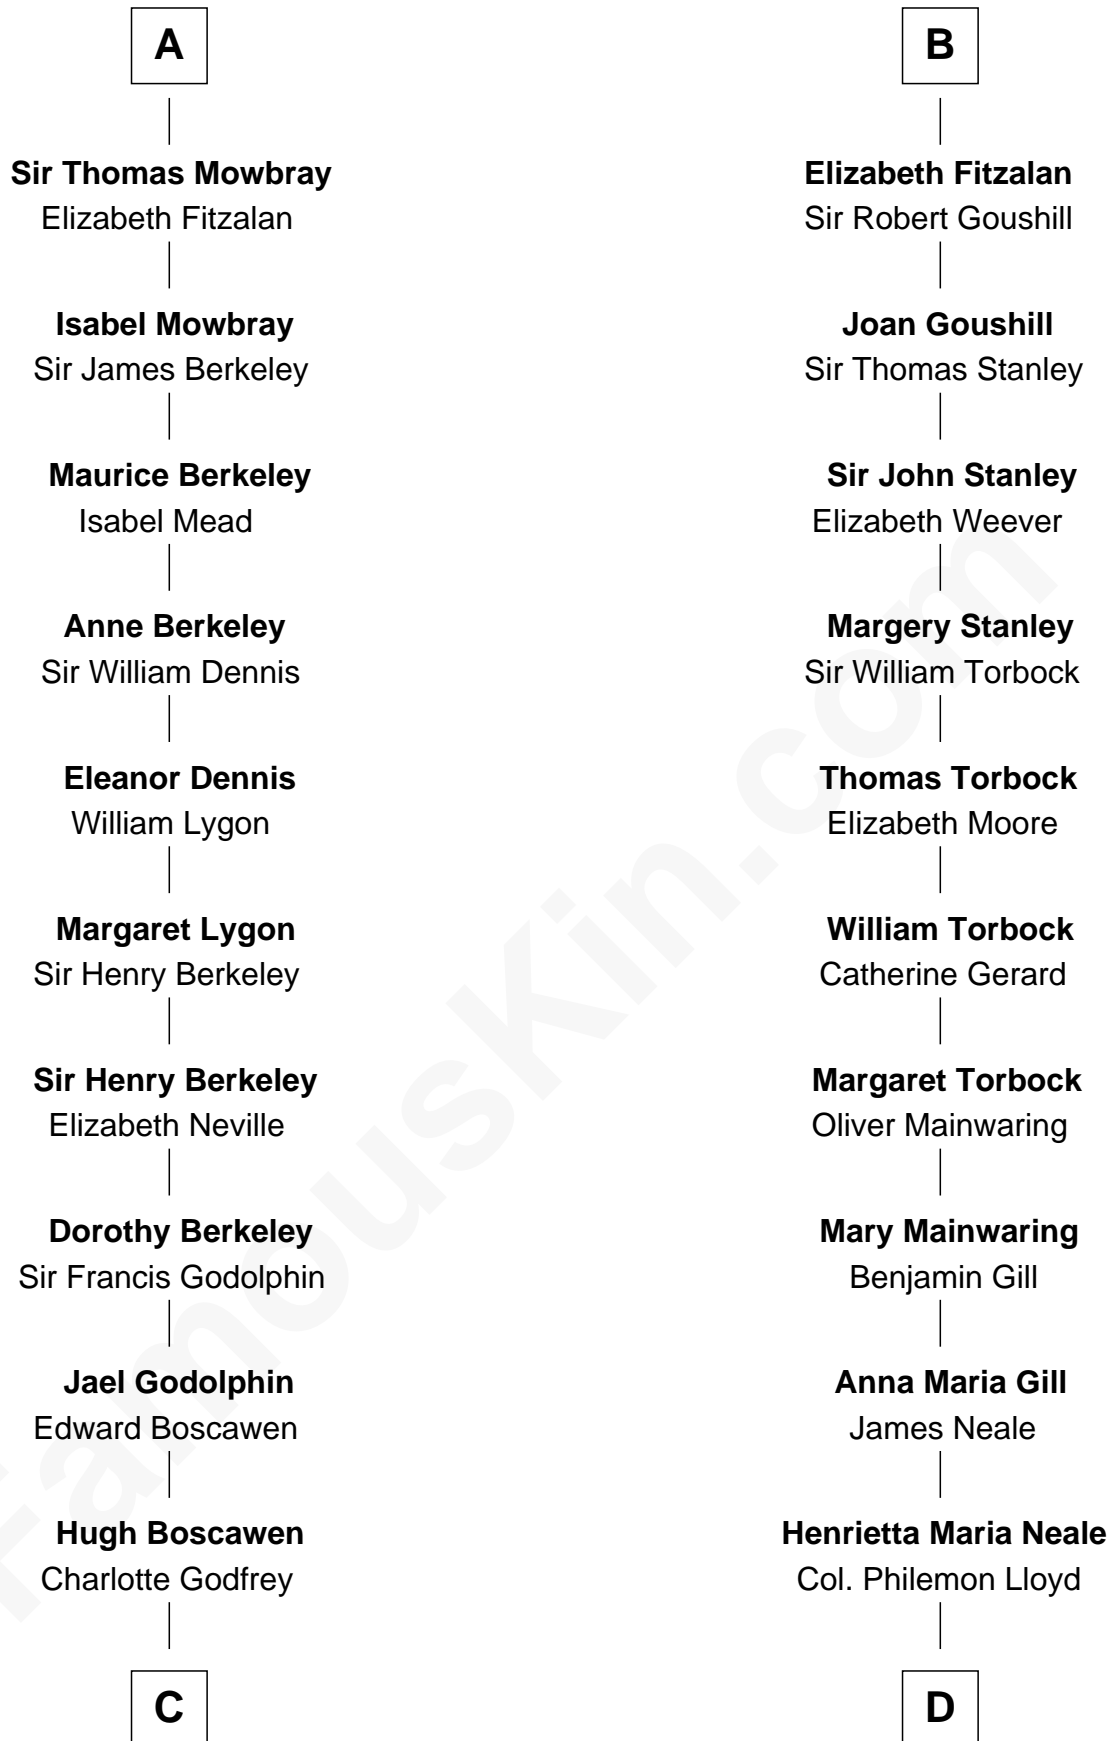 A
Sir Thomas Mowbray
Elizabeth Fitzalan
Isabel Mowbray
Sir James Berkeley
Maurice Berkeley
Isabel Mead
Anne Berkeley
Sir William Dennis
Eleanor Dennis
William Lygon
Margaret Lygon
Sir Henry Berkeley
Sir Henry Berkeley
Elizabeth Neville
Dorothy Berkeley
Sir Francis Godolphin
Jael Godolphin
Edward Boscawen
Hugh Boscawen
Charlotte Godfrey
C
B
Elizabeth Fitzalan
Sir Robert Goushill
Joan Goushill
Sir Thomas Stanley
Sir John Stanley
Elizabeth Weever
Margery Stanley
Sir William Torbock
Thomas Torbock
Elizabeth Moore
William Torbock
Catherine Gerard
Margaret Torbock
Oliver Mainwaring
Mary Mainwaring
Benjamin Gill
Anna Maria Gill
James Neale
Henrietta Maria Neale
Col. Philemon Lloyd
D
FamousKin.com